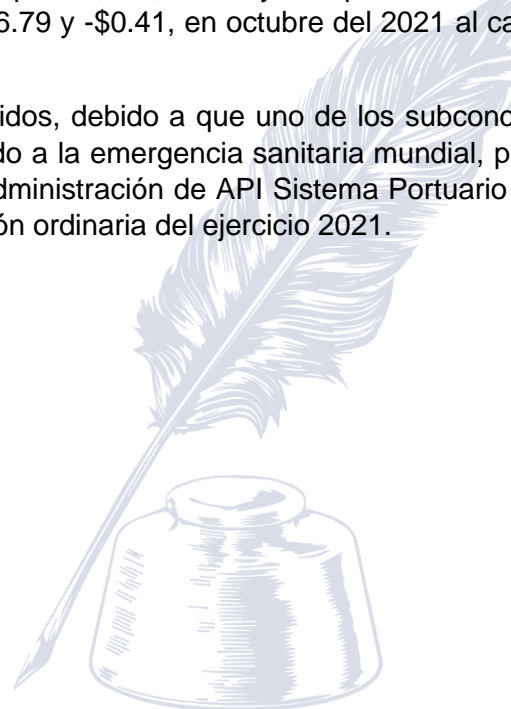 6.79 y -$0.41, en octubre del 2021 al ca
idos, debido a que uno de los subconc
do a la emergencia sanitaria mundial, p
dministración de API Sistema Portuario
ón ordinaria del ejercicio 2021.